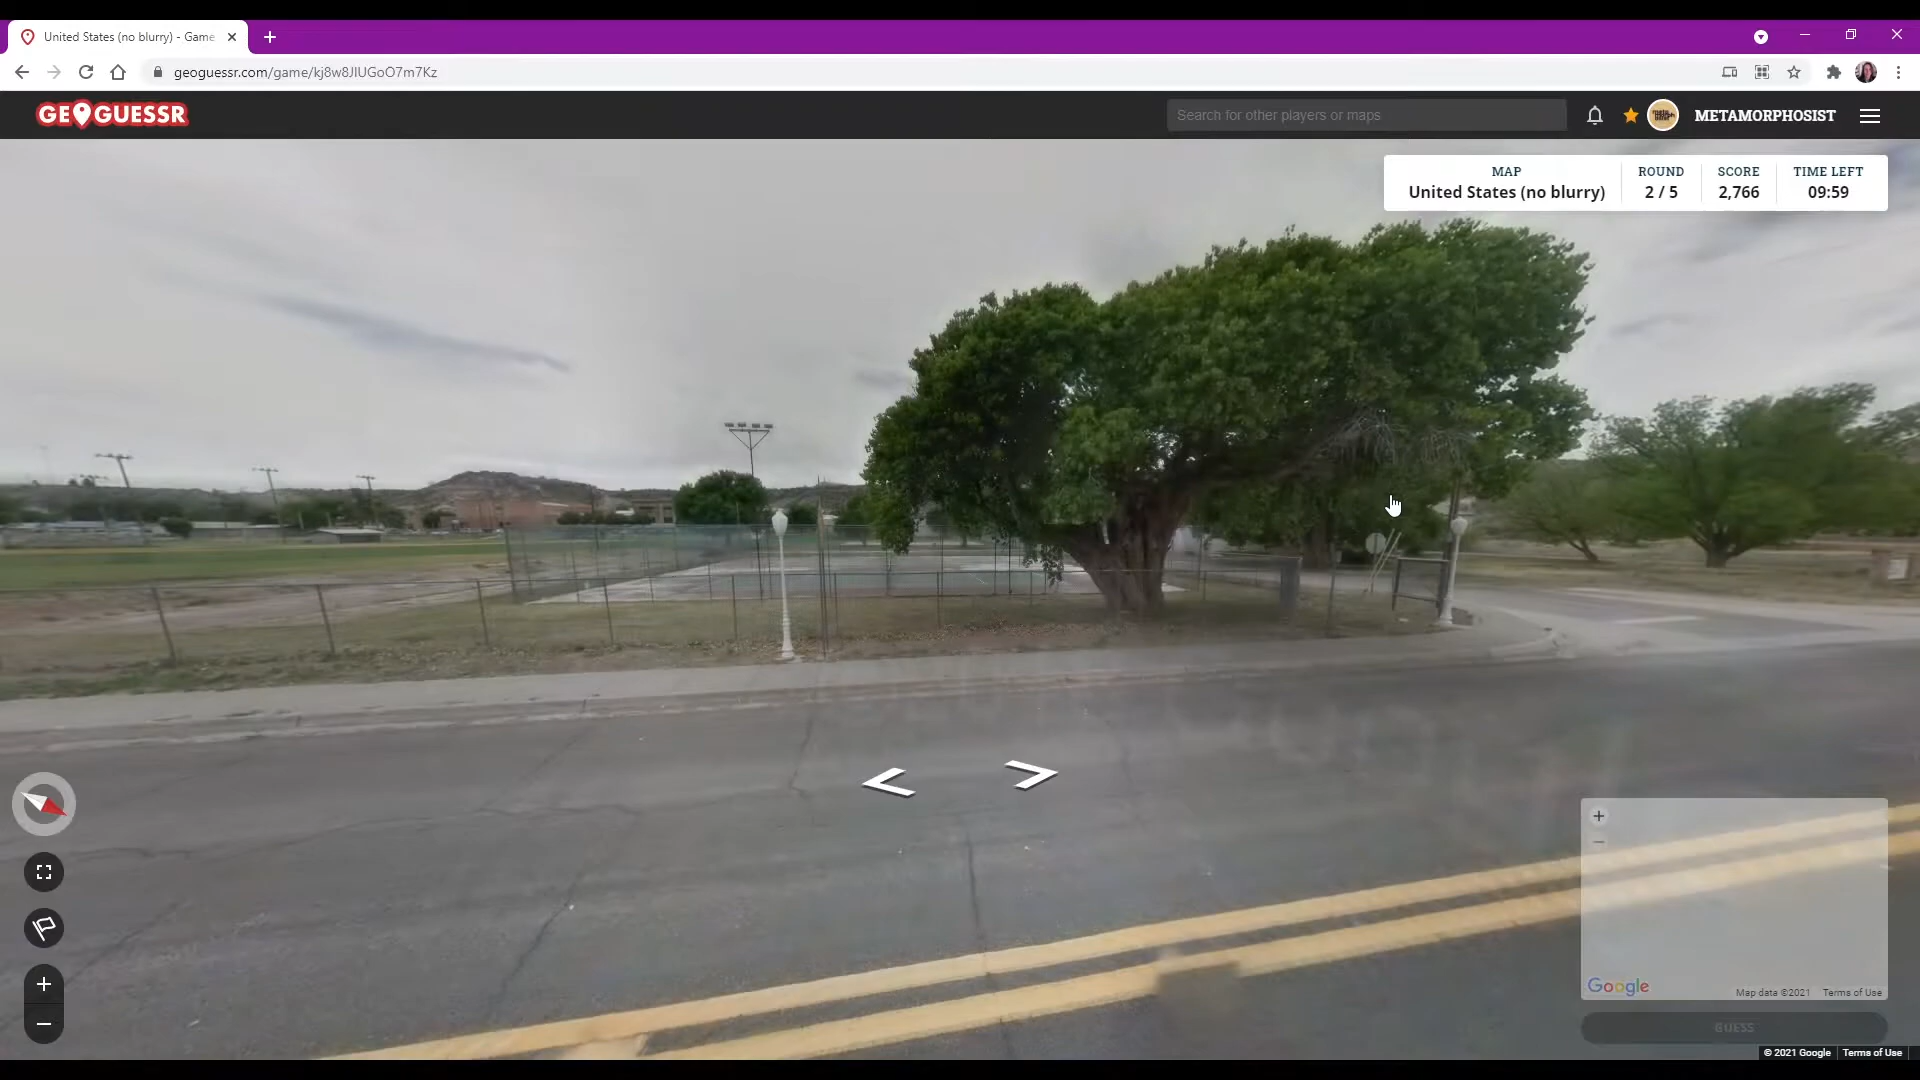 United States (no blurry) - Game
geoguessr.com/game/kj8w8JIUGoO7m7Kz
GEOGUESSR
Search for other players or maps
METAMORPHOSIST
MAP
United States (no blurry)
ROUND
2 / 5
SCORE
2,766
TIME LEFT
09:59
Google
Map data ©2021 Terms of Use
GUESS
© 2021 Google Terms of Use